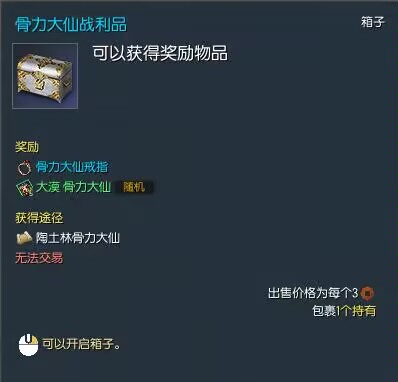 骨力大仙战利品
箱子
可以获得奖励物品
奖励
骨力大仙戒指
大漠 骨力大仙 随机
获得途径
陶土林骨力大仙
无法交易
出售价格为每个3
包裹1个持有
可以开启箱子。